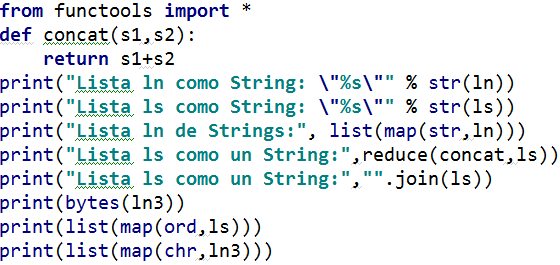 from functools import *
def concat(s1,s2):
    return s1+s2
print("Lista ln como String: \"%s\"" % str(ln))
print("Lista ls como String: \"%s\"" % str(ls))
print("Lista ln de Strings:", list(map(str,ln)))
print("Lista ls como un String:",reduce(concat,ls))
print("Lista ls como un String:","".join(ls))
print(bytes(ln3))
print(list(map(ord,ls)))
print(list(map(chr,ln3)))